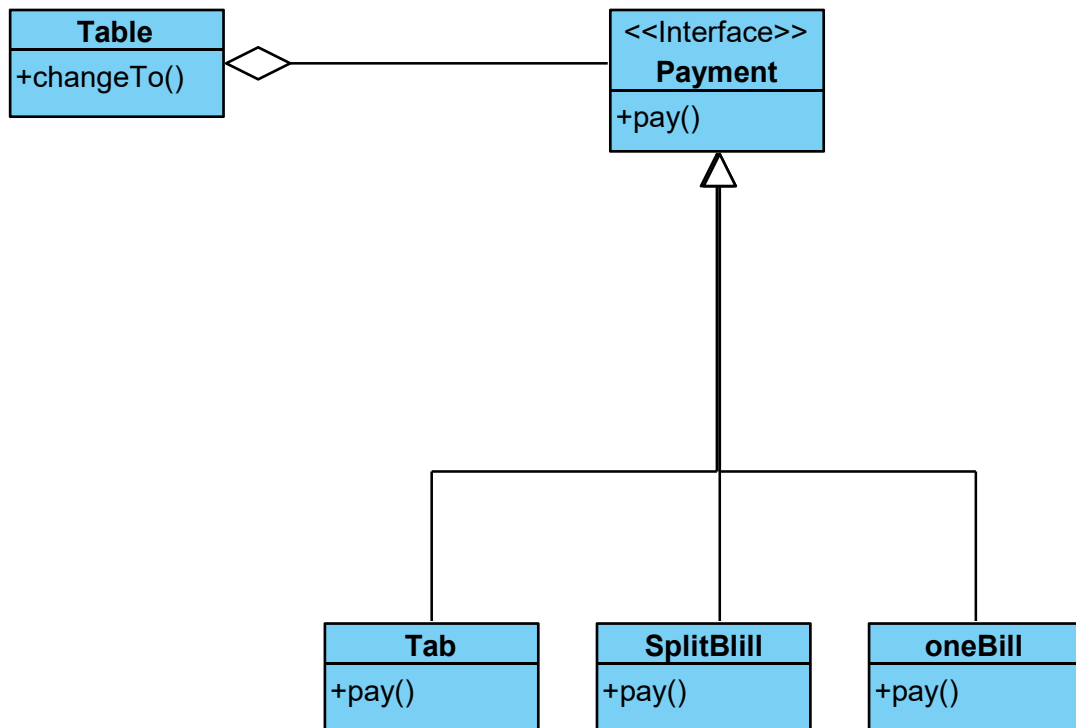 Table
+changeTo()
<<Interface>>
Payment
+pay()
Tab
+pay()
SplitBlill
+pay()
oneBill
+pay()